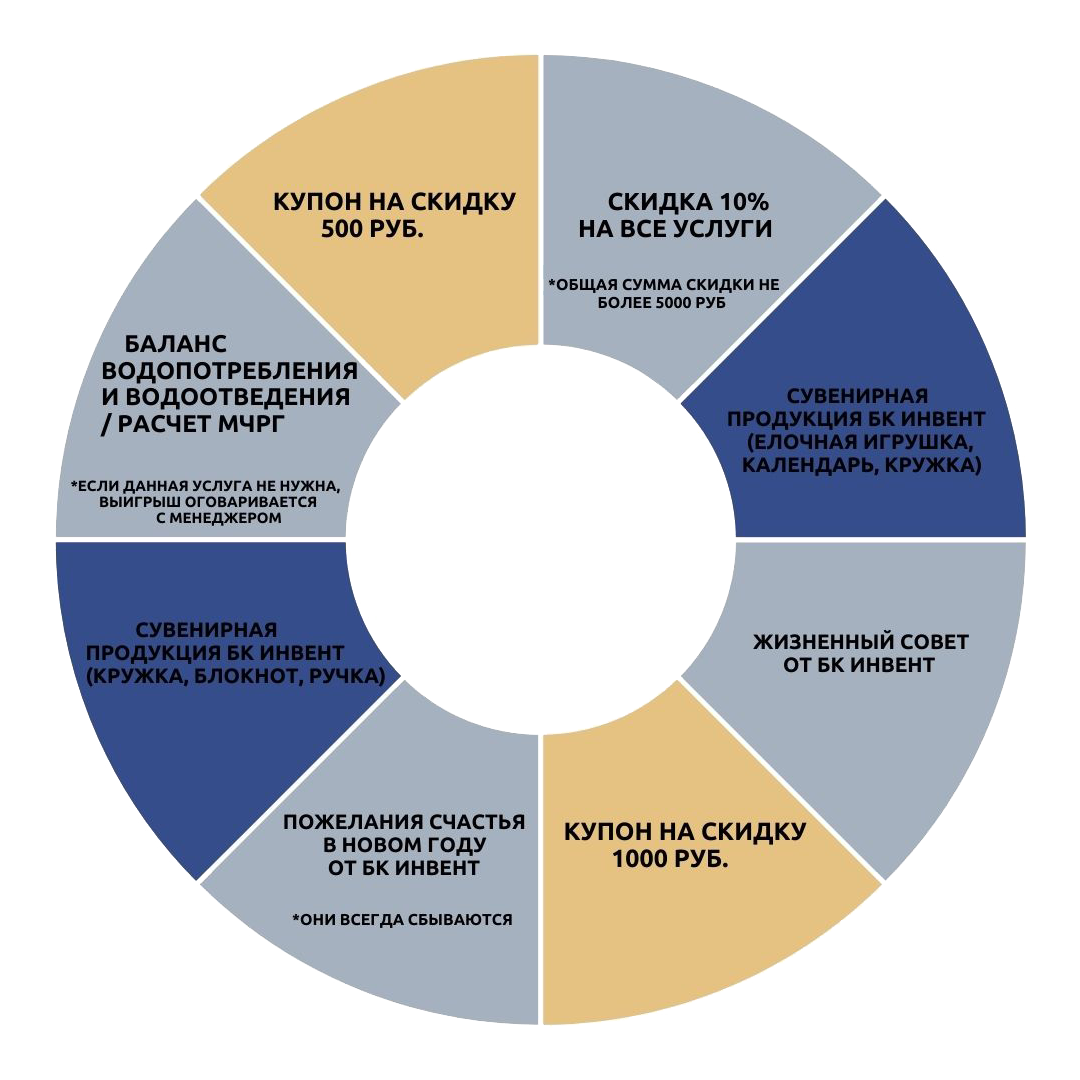 КУПОН НА СКИДКУ
500 РУБ.
СКИДКА 10%
НА ВСЕ УСЛУГИ
*ОБЩАЯ СУММА СКИДКИ НЕ
БОЛЕЕ 5000 РУБ
СУВЕНИРНАЯ
ПРОДУКЦИЯ БК ИНВЕНТ
(ЕЛОЧНАЯ ИГРУШКА,
КАЛЕНДАРЬ, КРУЖКА)
ЖИЗНЕННЫЙ СОВЕТ
ОТ БК ИНВЕНТ
КУПОН НА СКИДКУ
1000 РУБ.
ПОЖЕЛАНИЯ СЧАСТЬЯ
В НОВОМ ГОДУ
ОТ БК ИНВЕНТ
*ОНИ ВСЕГДА СБЫВАЮТСЯ
СУВЕНИРНАЯ
ПРОДУКЦИЯ БК ИНВЕНТ
(КРУЖКА, БЛОКНОТ, РУЧКА)
БАЛАНС
ВОДОПОТРЕБЛЕНИЯ
И ВОДООТВЕДЕНИЯ
/ РАСЧЕТ МЧРГ
*ЕСЛИ ДАННАЯ УСЛУГА НЕ НУЖНА,
ВЫИГРЫШ ОГОВАРИВАЕТСЯ
С МЕНЕДЖЕРОМ